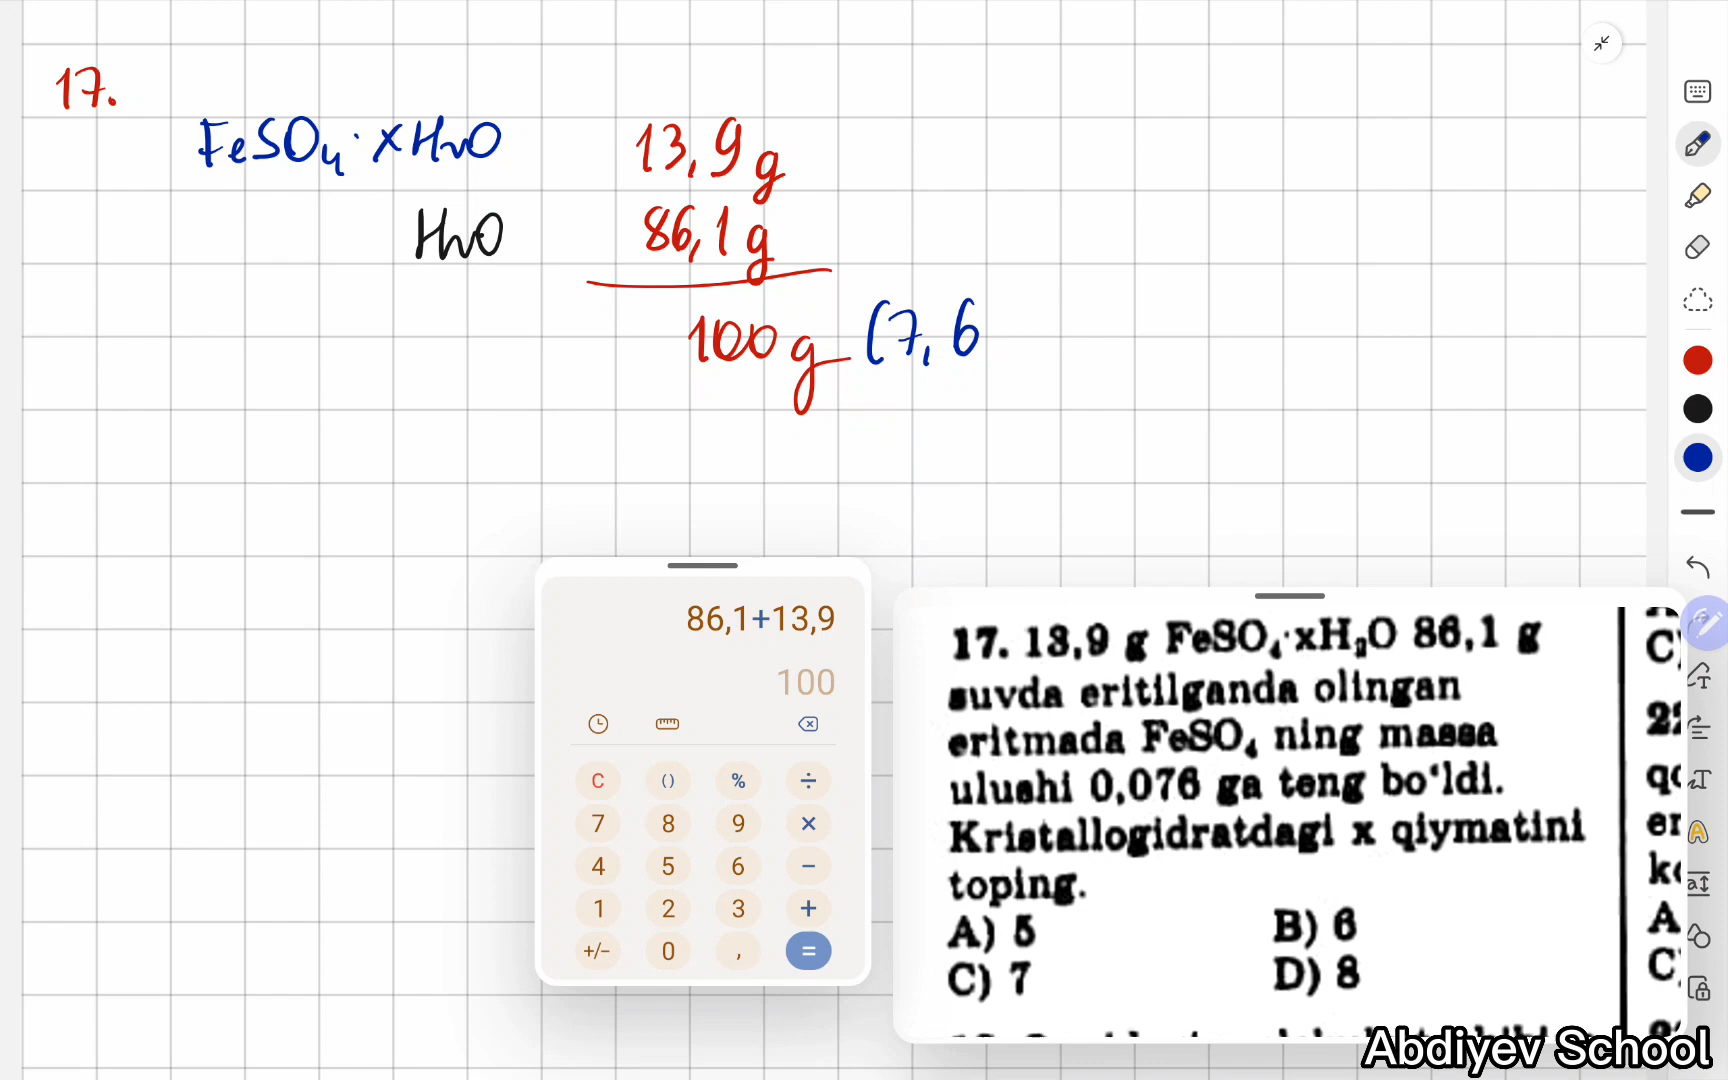 17.
FeSO₄·xH₂O 13,9 g
H₂O 86,1 g
100 g (7,6
86,1+13,9
100
C () % ÷
7 8 9 ×
4 5 6 −
1 2 3 +
+/− 0 , =
17. 13,9 g FeSO₄·xH₂O 86,1 g
suvda eritilganda olingan
eritmada FeSO₄ ning massa
ulushi 0,076 ga teng bo‘ldi.
Kristallogidratdagi x qiymatini
toping.
A) 5 B) 6
C) 7 D) 8
Abdiyev School